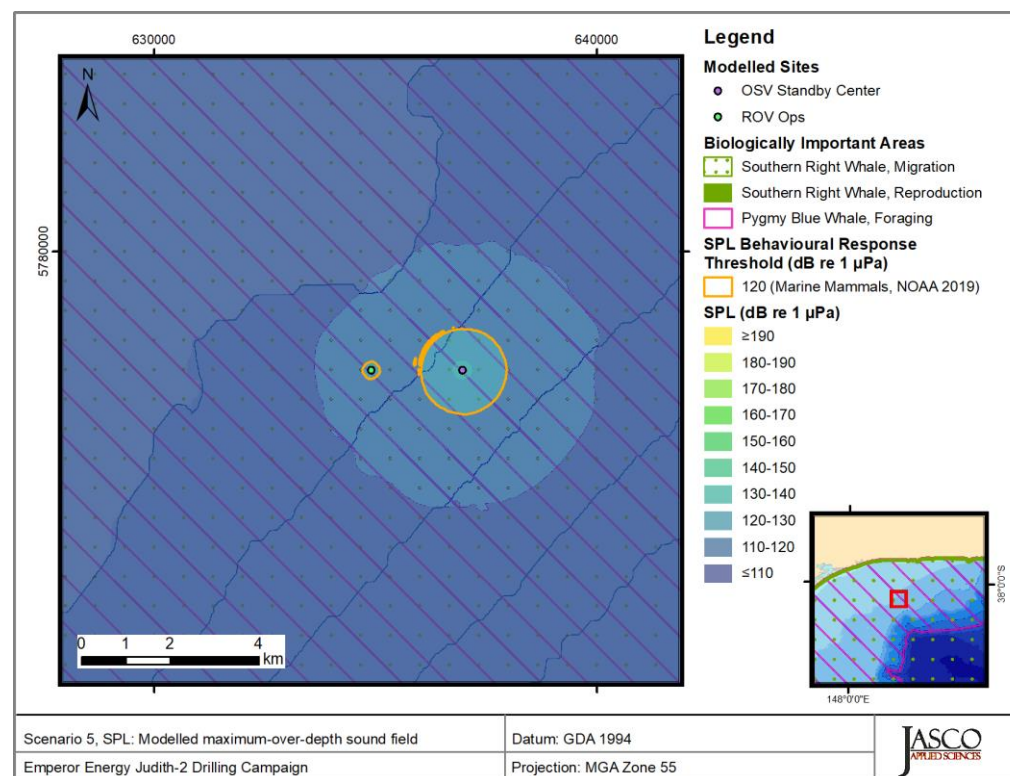 630000
640000
5780000
N
0 1 2 4
km
Legend
Modelled Sites
OSV Standby Center
ROV Ops
Biologically Important Areas
Southern Right Whale, Migration
Southern Right Whale, Reproduction
Pygmy Blue Whale, Foraging
SPL Behavioural Response
Threshold (dB re 1 µPa)
120 (Marine Mammals, NOAA 2019)
SPL (dB re 1 µPa)
≥190
180-190
170-180
160-170
150-160
140-150
130-140
120-130
110-120
≤110
38°0'0"S
148°0'0"E
Scenario 5, SPL: Modelled maximum-over-depth sound field
Datum: GDA 1994
Emperor Energy Judith-2 Drilling Campaign
Projection: MGA Zone 55
JASCO
APPLIED SCIENCES